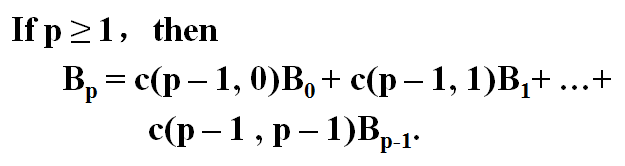 If p ≥ 1， then
Bₚ = c(p – 1, 0)B₀ + c(p – 1, 1)B₁+ …+
c(p – 1 , p – 1)Bₚ₋₁.